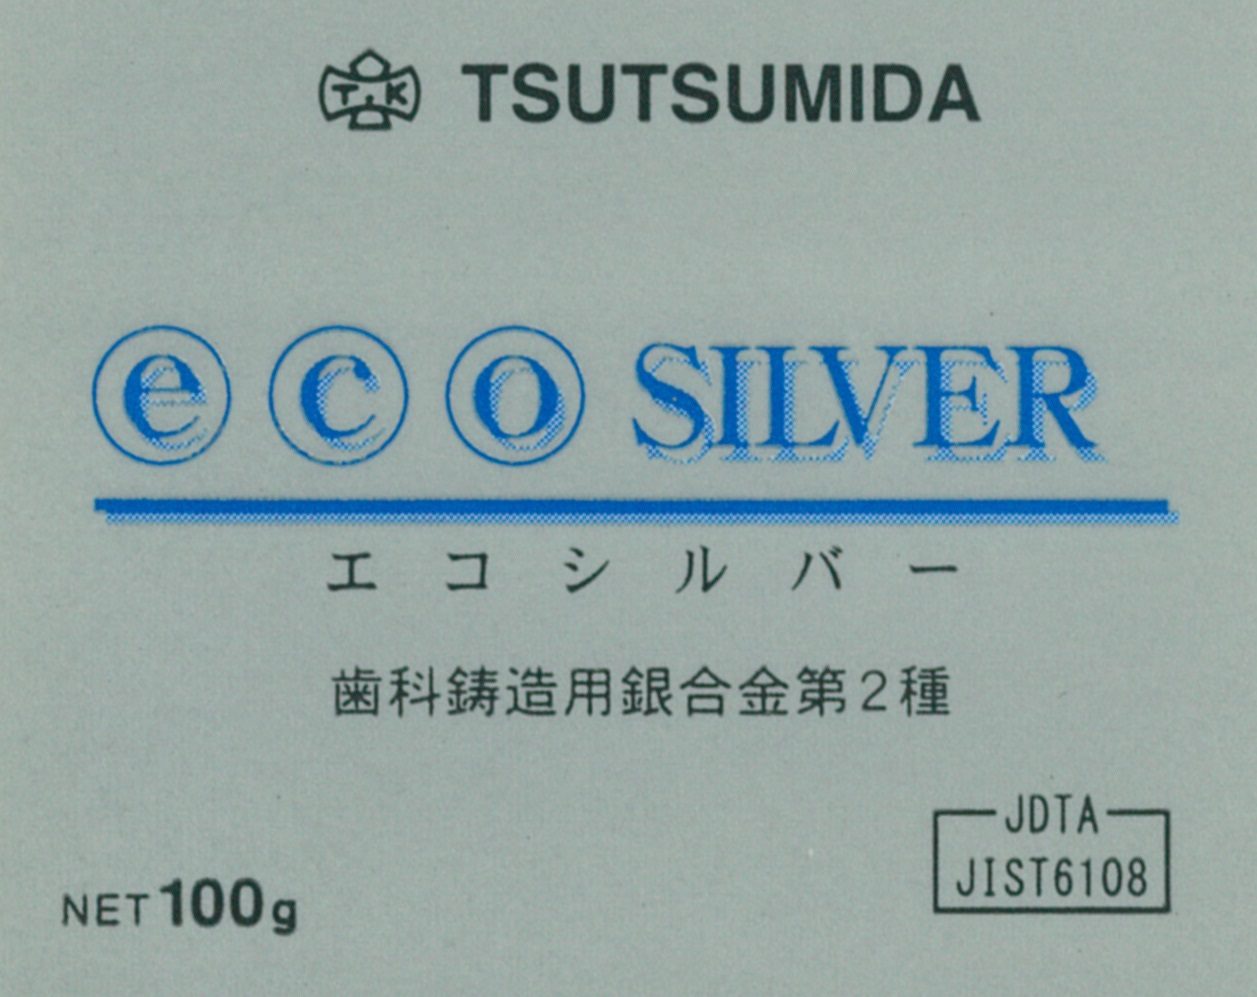 T.K TSUTSUMIDA
eco SILVER
エコシルバー
歯科鋳造用銀合金第2種
JDTA
JIST6108
NET 100g